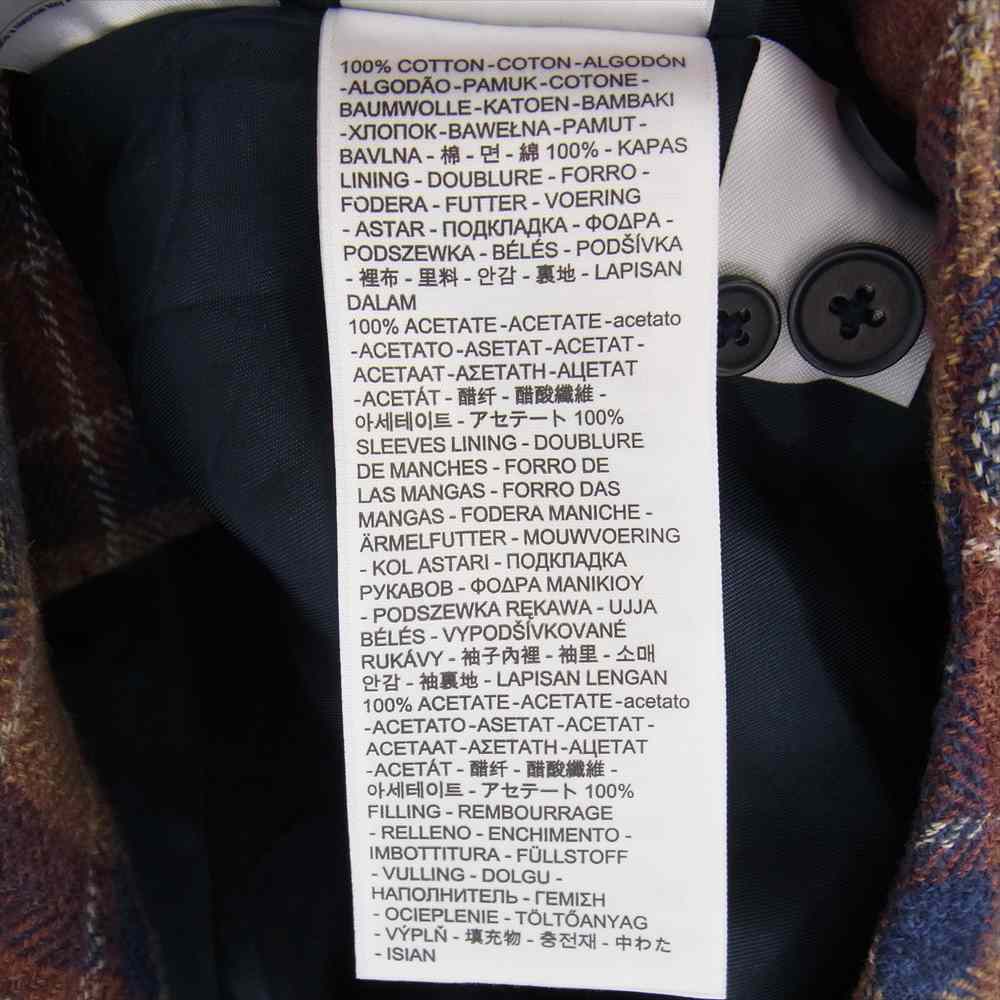 100% COTTON-COTON-ALGODÓN
-ALGODÃO-PAMUK-COTONE-
BAUMWOLLE-KATOEN-BAMBAKI
-ХЛОПОК-BAWEŁNA-PAMUT-
BAVLNA - 棉 - 면 - 綿 100% - KAPAS
LINING - DOUBLURE - FORRO -
FODERA - FUTTER - VOERING
- ASTAR - ПОДКЛАДКА - ΦΟΔΡΑ -
PODSZEWKA - BÉLÉS - PODŠÍVKA
- 裡布 - 里料 - 안감 - 裏地 - LAPISAN
DALAM
100% ACETATE-ACETATE-acetato
-ACETATO-ASETAT-ACETAT-
ACETAAT-ΑΣΕΤΑΤΗ-АЦЕТАТ
-ACETÁT - 醋纤 - 醋酸纖維 -
아세테이트 - アセテート 100%
SLEEVES LINING - DOUBLURE
DE MANCHES - FORRO DE
LAS MANGAS - FORRO DAS
MANGAS - FODERA MANICHE -
ÄRMELFUTTER - MOUWVOERING
- KOL ASTARI - ПОДКЛАДКА
РУКАВОВ - ΦΟΔΡΑ ΜΑΝΙΚΙΟΥ
- PODSZEWKA RĘKAWA - UJJA
BÉLÉS - VYPODŠÍVKOVANÉ
RUKÁVY - 袖子內裡 - 袖里 - 소매
안감 - 袖裏地 - LAPISAN LENGAN
100% ACETATE-ACETATE-acetato
-ACETATO-ASETAT-ACETAT-
ACETAAT-ΑΣΕΤΑΤΗ-АЦЕТАТ
-ACETÁT - 醋纤 - 醋酸纖維 -
아세테이트 - アセテート 100%
FILLING - REMBOURRAGE
- RELLENO - ENCHIMENTO -
IMBOTTITURA - FÜLLSTOFF
- VULLING - DOLGU -
НАПОЛНИТЕЛЬ - ΓΕΜΙΣΗ
- OCIEPLENIE - TÖLTŐANYAG
- VÝPLŇ - 填充物 - 충전재 - 中わた
- ISIAN